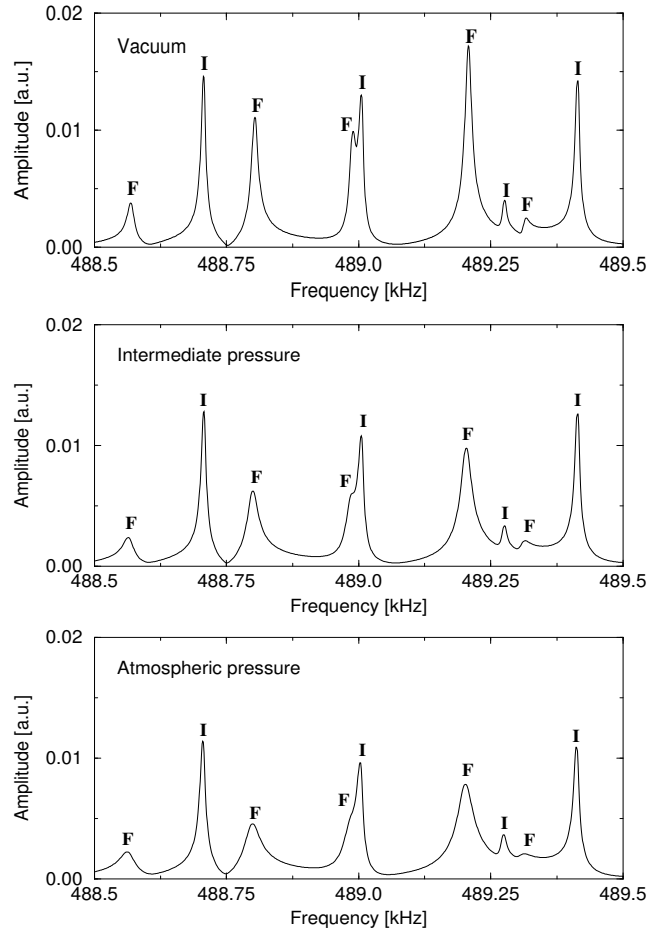 0.02
Vacuum
F
I
F
F
I
F
I
F
I
Amplitude [a.u.]
0.01
0.00
488.5 488.75 489.0 489.25 489.5
Frequency [kHz]
0.02
Intermediate pressure
F
I
F
F
I
F
I
F
I
Amplitude [a.u.]
0.01
0.00
488.5 488.75 489.0 489.25 489.5
Frequency [kHz]
0.02
Atmospheric pressure
F
I
F
F
I
F
I
F
I
Amplitude [a.u.]
0.01
0.00
488.5 488.75 489.0 489.25 489.5
Frequency [kHz]